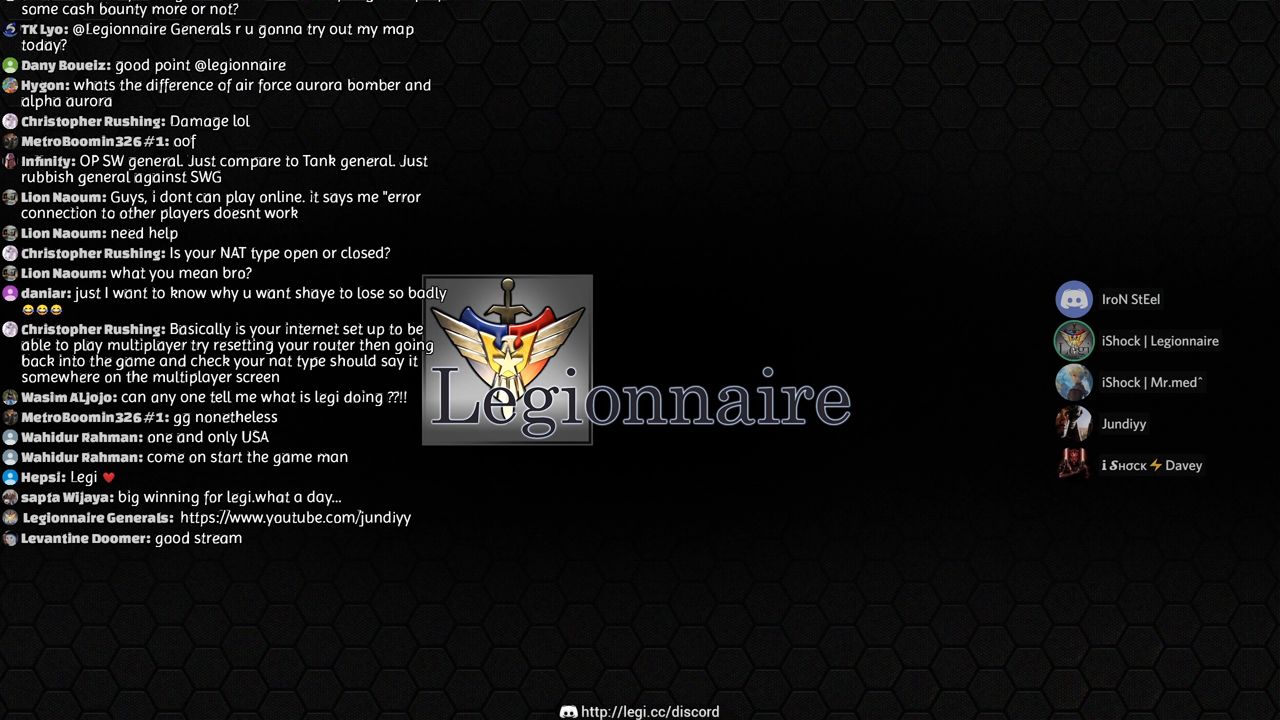 some cash bounty more or not?
TK Lyo: @Legionnaire Generals r u gonna try out my map
today?
Dany Boueiz: good point @legionnaire
Hygon: whats the difference of air force aurora bomber and
alpha aurora
Christopher Rushing: Damage lol
MetroBoomin326 #1: oof
Infinity: OP SW general. Just compare to Tank general. Just
rubbish general against SWG
Lion Naoum: Guys, i dont can play online. it says me "error
connection to other players doesnt work
Lion Naoum: need help
Christopher Rushing: Is your NAT type open or closed?
Lion Naoum: what you mean bro?
daniar: just I want to know why u want shaye to lose so badly
😂😂😂
Christopher Rushing: Basically is your internet set up to be
able to play multiplayer try resetting your router then going
back into the game and check your nat type should say it
somewhere on the multiplayer screen
Wasim ALjojo: can any one tell me what is legi doing ??!!
MetroBoomin326 #1: gg nonetheless
Wahidur Rahman: one and only USA
Wahidur Rahman: come on start the game man
Hepsi: Legi ♥
sapta Wijaya: big winning for legi.what a day...
Legionnaire Generals: https://www.youtube.com/jundiyy
Levantine Doomer: good stream
Legionnaire
IroN StEel
iShock | Legionnaire
iShock | Mr.med^
Jundiyy
i Sʜσcκ ⚡ Davey
http://legi.cc/discord